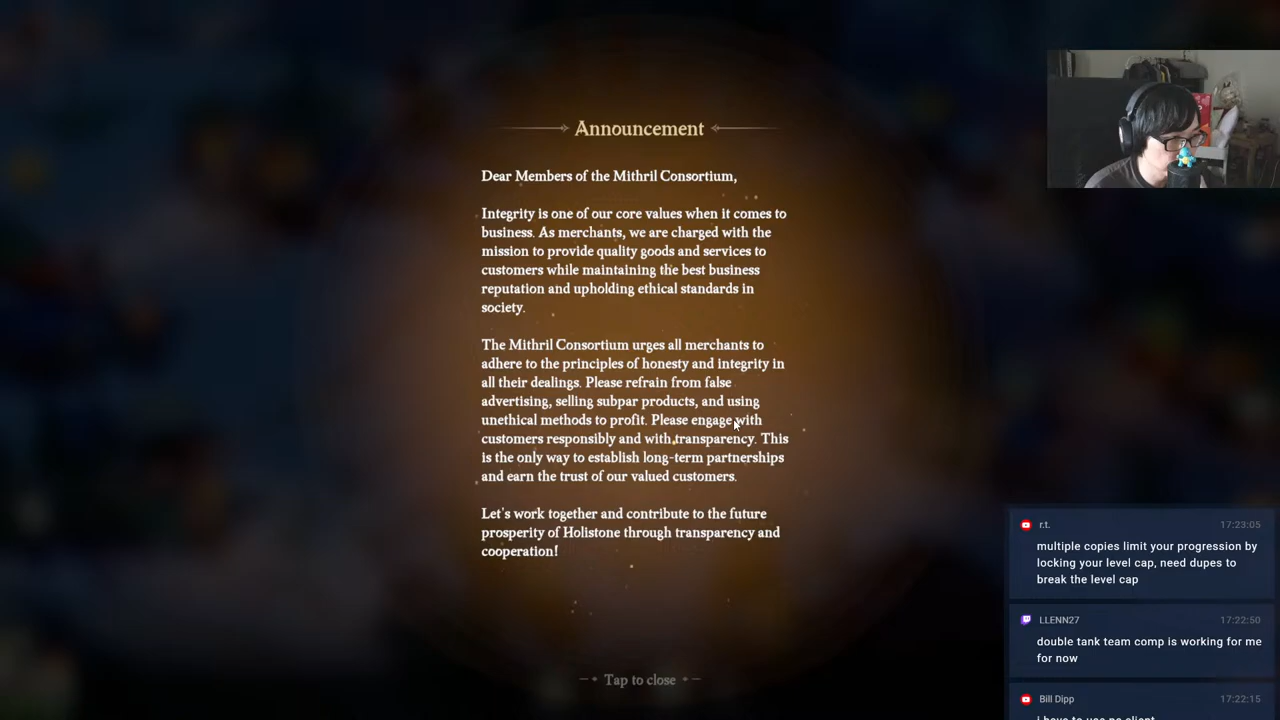 Announcement
Dear Members of the Mithril Consortium,
Integrity is one of our core values when it comes to
business. As merchants, we are charged with the
mission to provide quality goods and services to
customers while maintaining the best business
reputation and upholding ethical standards in
society.
The Mithril Consortium urges all merchants to
adhere to the principles of honesty and integrity in
all their dealings. Please refrain from false
advertising, selling subpar products, and using
unethical methods to profit. Please engage with
customers responsibly and with transparency. This
is the only way to establish long-term partnerships
and earn the trust of our valued customers.
Let's work together and contribute to the future
prosperity of Holistone through transparency and
cooperation!
Tap to close
r.t. 17:23:05
multiple copies limit your progression by
locking your level cap, need dupes to
break the level cap
LLENN27 17:22:50
double tank team comp is working for me
for now
Bill Dipp 17:22:15
i have to use pc client